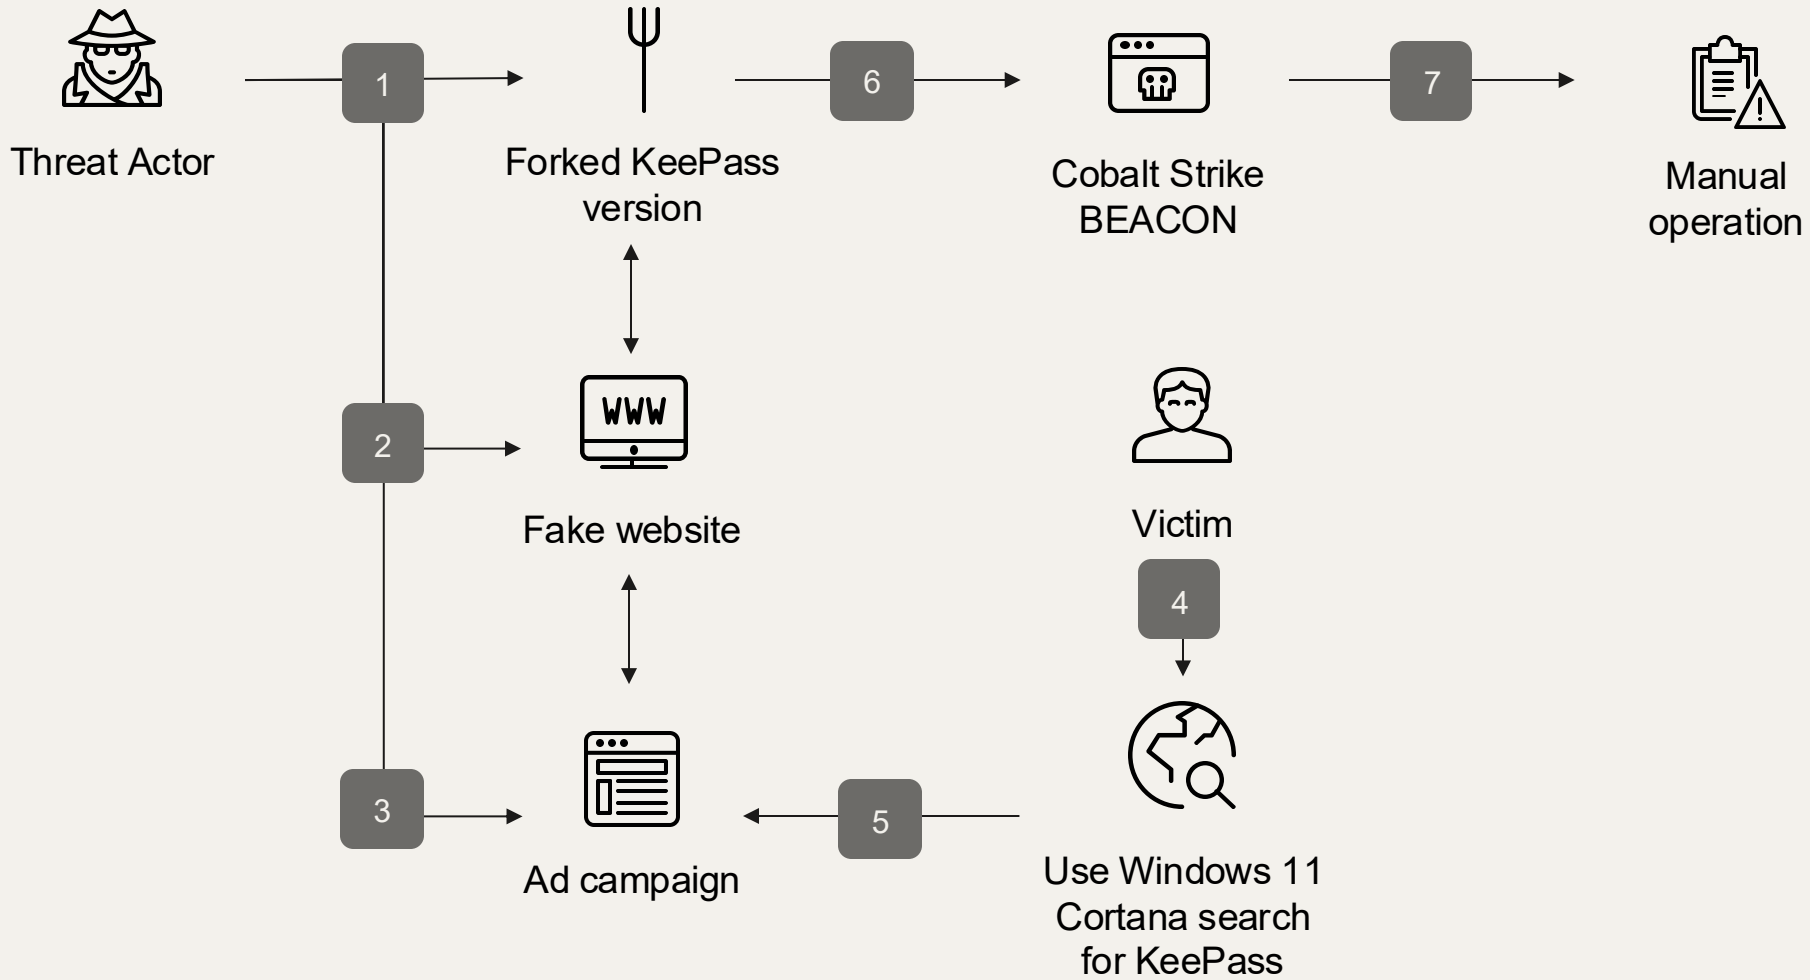 1
6
7
Threat Actor
Forked KeePass
version
Cobalt Strike
BEACON
Manual
operation
WWW
2
Fake website
Victim
4
3
5
Ad campaign
Use Windows 11
Cortana search
for KeePass